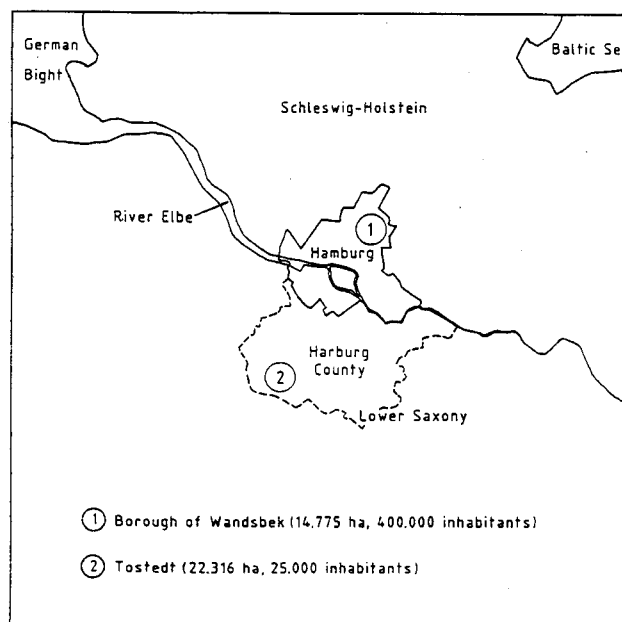 German
Bight
Baltic Se
Schleswig-Holstein
River Elbe
1
Hamburg
Harburg
County
2
Lower Saxony
1 Borough of Wandsbek (14.775 ha, 400.000 inhabitants)
2 Tostedt (22.316 ha, 25.000 inhabitants)